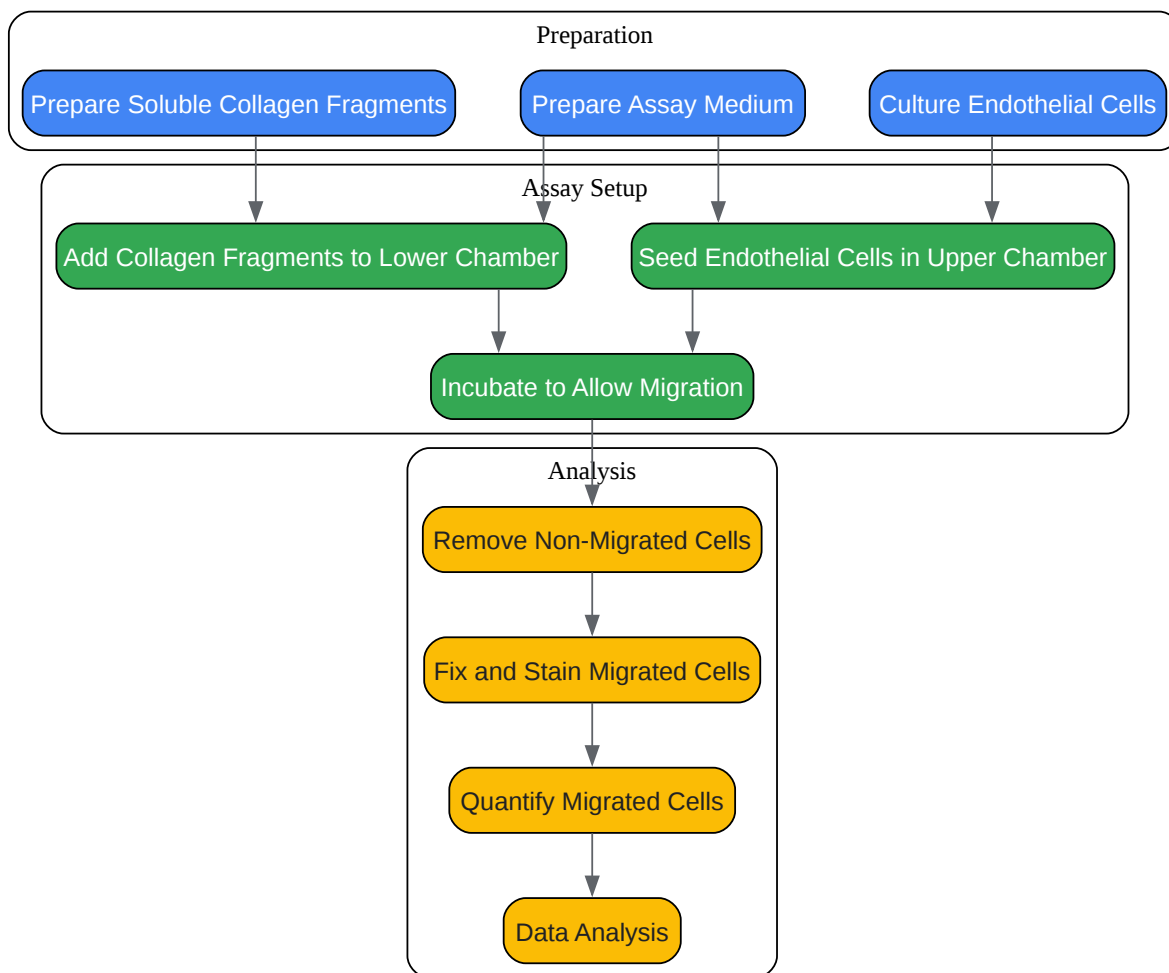 Preparation
Prepare Soluble Collagen Fragments
Prepare Assay Medium
Culture Endothelial Cells
Assay Setup
Add Collagen Fragments to Lower Chamber
Seed Endothelial Cells in Upper Chamber
Incubate to Allow Migration
Analysis
Remove Non-Migrated Cells
Fix and Stain Migrated Cells
Quantify Migrated Cells
Data Analysis